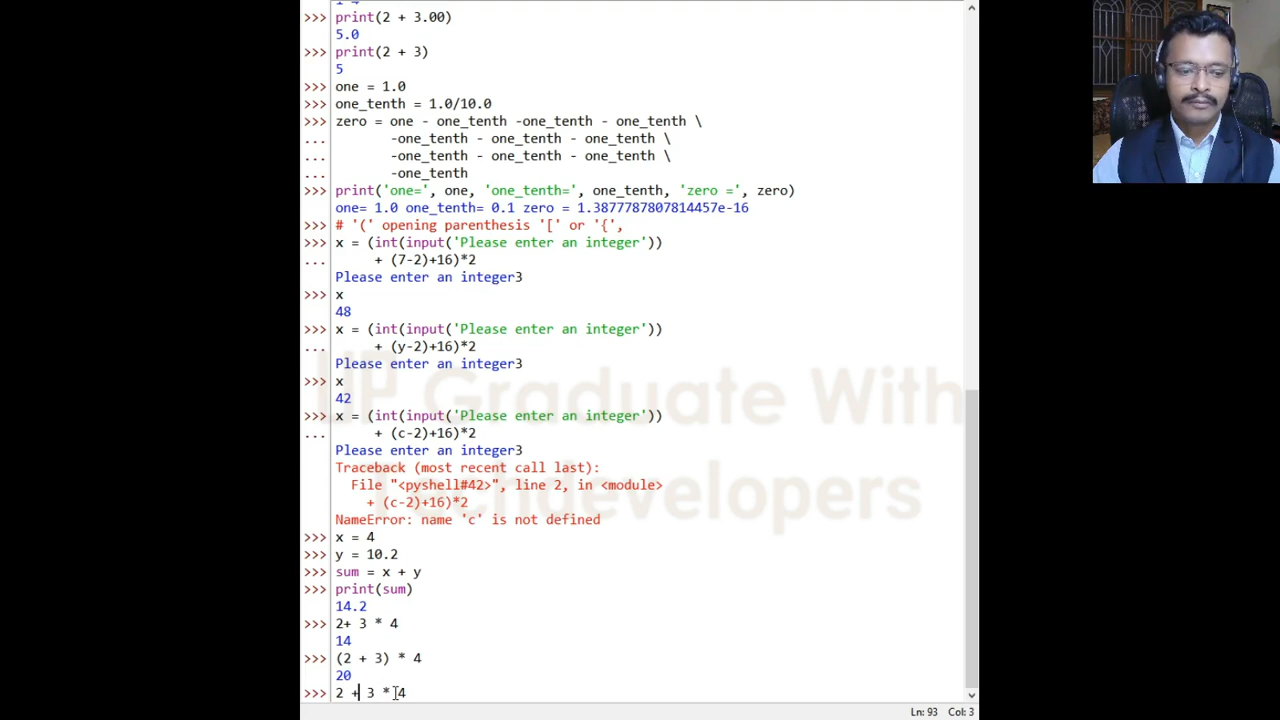 >>> print(2 + 3.00)
5.0
>>> print(2 + 3)
5
>>> one = 1.0
>>> one_tenth = 1.0/10.0
>>> zero = one - one_tenth -one_tenth - one_tenth \
... -one_tenth - one_tenth - one_tenth \
... -one_tenth - one_tenth - one_tenth \
... -one_tenth
>>> print('one=', one, 'one_tenth=', one_tenth, 'zero =', zero)
one= 1.0 one_tenth= 0.1 zero = 1.3877787807814457e-16
>>> # '(' opening parenthesis '[' or '{',
>>> x = (int(input('Please enter an integer'))
... + (7-2)+16)*2
Please enter an integer3
>>> x
48
>>> x = (int(input('Please enter an integer'))
... + (y-2)+16)*2
Please enter an integer3
>>> x
42
>>> x = (int(input('Please enter an integer'))
... + (c-2)+16)*2
Please enter an integer3
Traceback (most recent call last):
File "<pyshell#42>", line 2, in <module>
+ (c-2)+16)*2
NameError: name 'c' is not defined
>>> x = 4
>>> y = 10.2
>>> sum = x + y
>>> print(sum)
14.2
>>> 2+ 3 * 4
14
>>> (2 + 3) * 4
20
>>> 2 + 3 * 4
Ln: 93 Col: 3
UP Graduate With
Techdevelopers